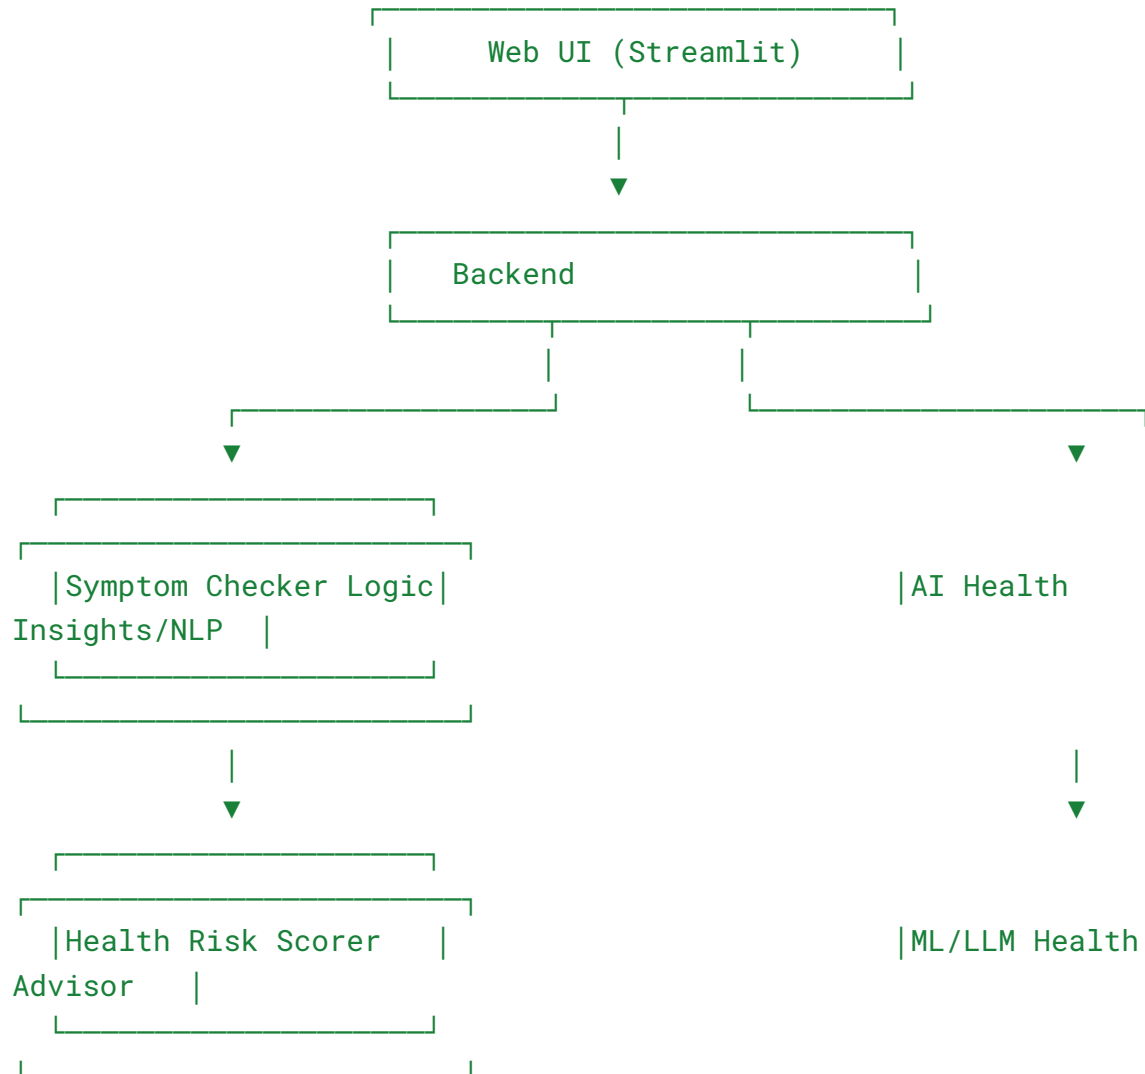 Web UI (Streamlit)
Backend
Symptom Checker Logic AI Health
Insights/NLP
Health Risk Scorer ML/LLM Health
Advisor